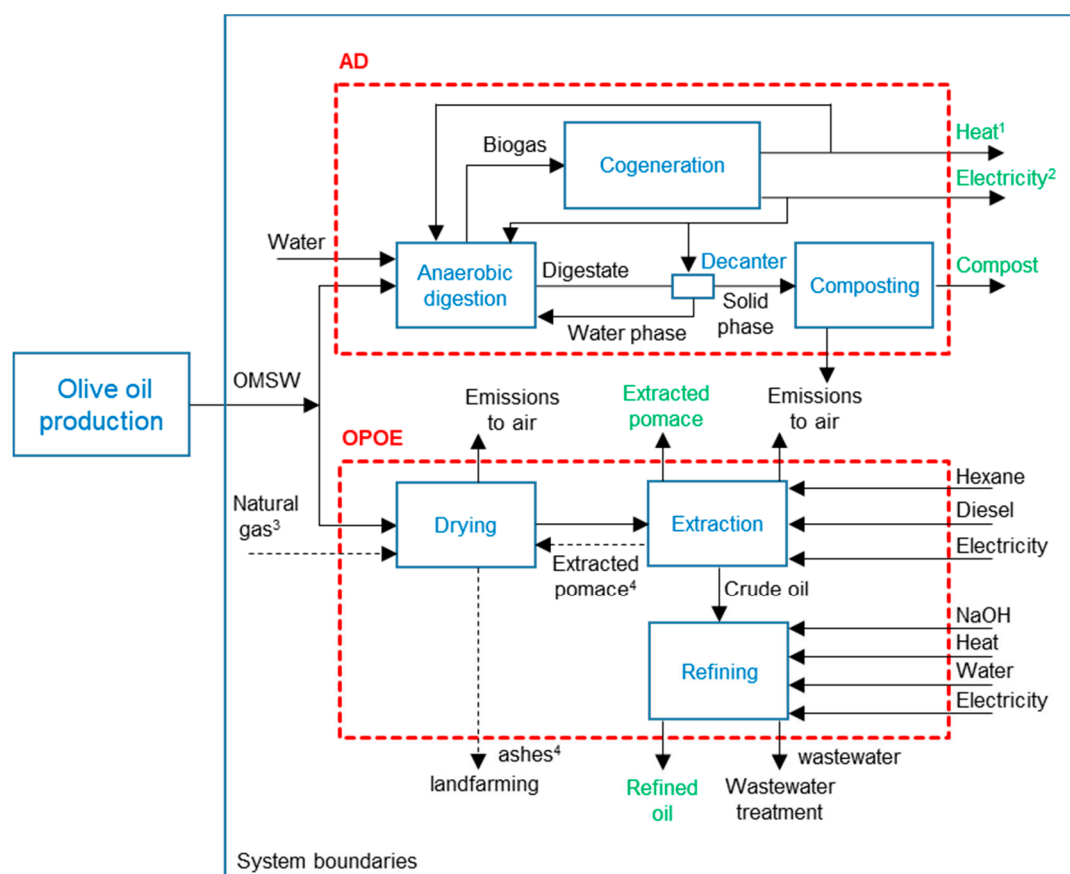 AD
Heat¹
Biogas
Cogeneration
Electricity²
Water
Anaerobic
digestion
Digestate
Decanter
Composting
Compost
Water phase
Solid
phase
Olive oil
production
OMSW
Emissions
to air
Extracted
pomace
Emissions
to air
OPOE
Natural
gas³
Drying
Extraction
Hexane
Diesel
Electricity
Extracted
pomace⁴
Crude oil
Refining
NaOH
Heat
Water
Electricity
ashes⁴
landfarming
Refined
oil
wastewater
Wastewater
treatment
System boundaries